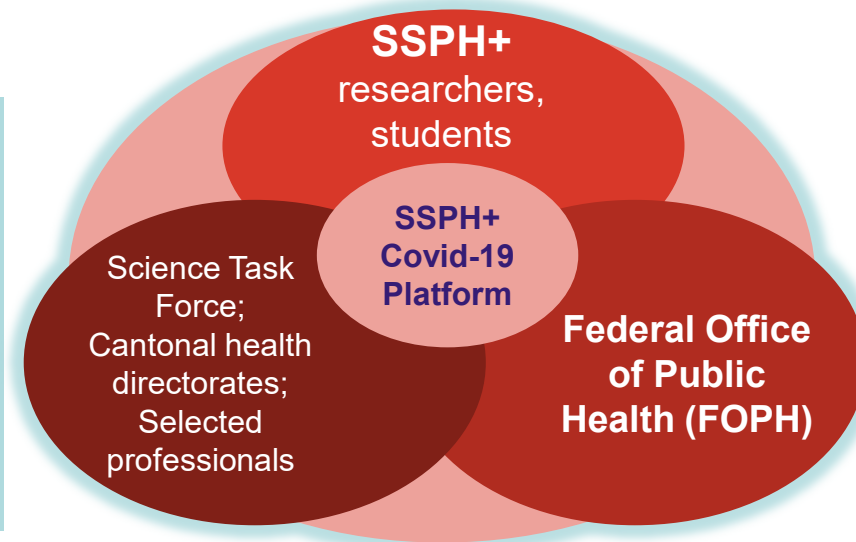 SSPH+
researchers,
students
SSPH+
Covid-19
Platform
Science Task
Force;
Cantonal health
directorates;
Selected
professionals
Federal Office
of Public
Health (FOPH)